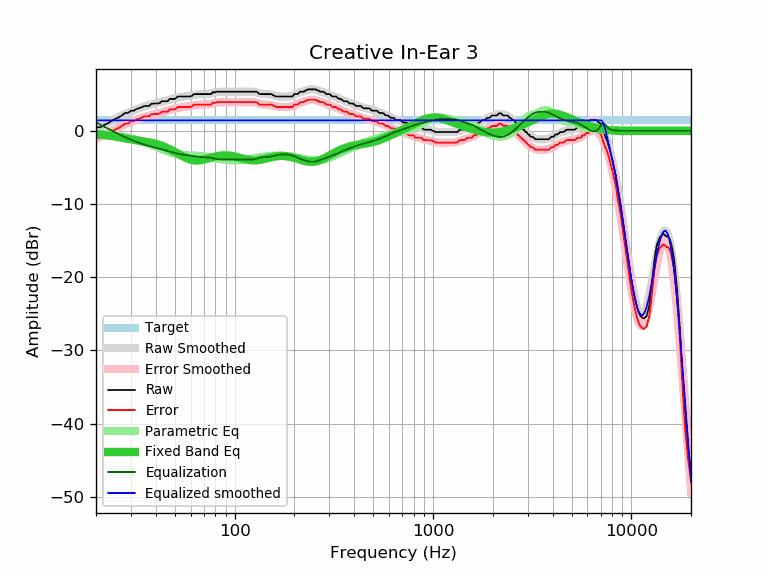 Creative In-Ear 3
Amplitude (dBr)
0
−10
−20
−30
−40
−50
Target
Raw Smoothed
Error Smoothed
Raw
Error
Parametric Eq
Fixed Band Eq
Equalization
Equalized smoothed
100
1000
10000
Frequency (Hz)